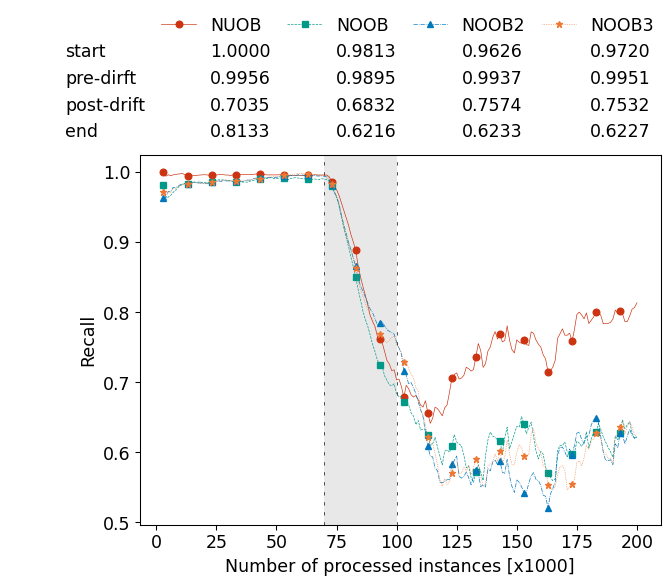 NUOB NOOB NOOB2 NOOB3
start 1.0000 0.9813 0.9626 0.9720
pre-dirft 0.9956 0.9895 0.9937 0.9951
post-drift 0.7035 0.6832 0.7574 0.7532
end 0.8133 0.6216 0.6233 0.6227
1.0
0.9
0.8
0.7
0.6
0.5
Recall
0 25 50 75 100 125 150 175 200
Number of processed instances [x1000]